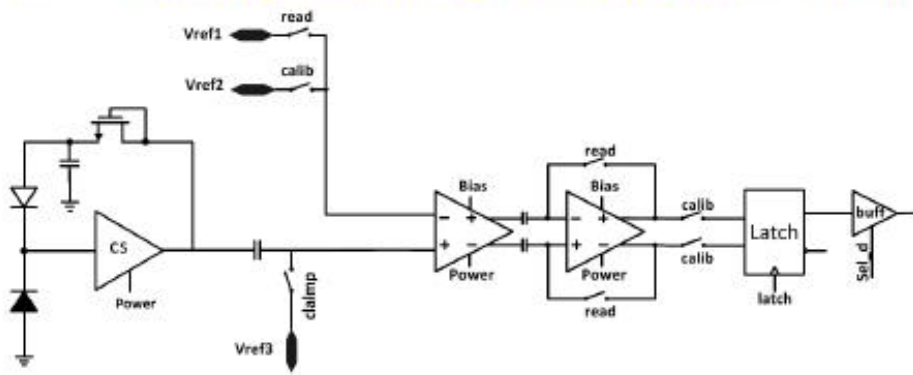 read
Vref1
calib
Vref2
read
Bias
Bias
calib
CS
Latch
buff
Power
Power
Power
calib
claimp
Sel_d
read
latch
Vref3